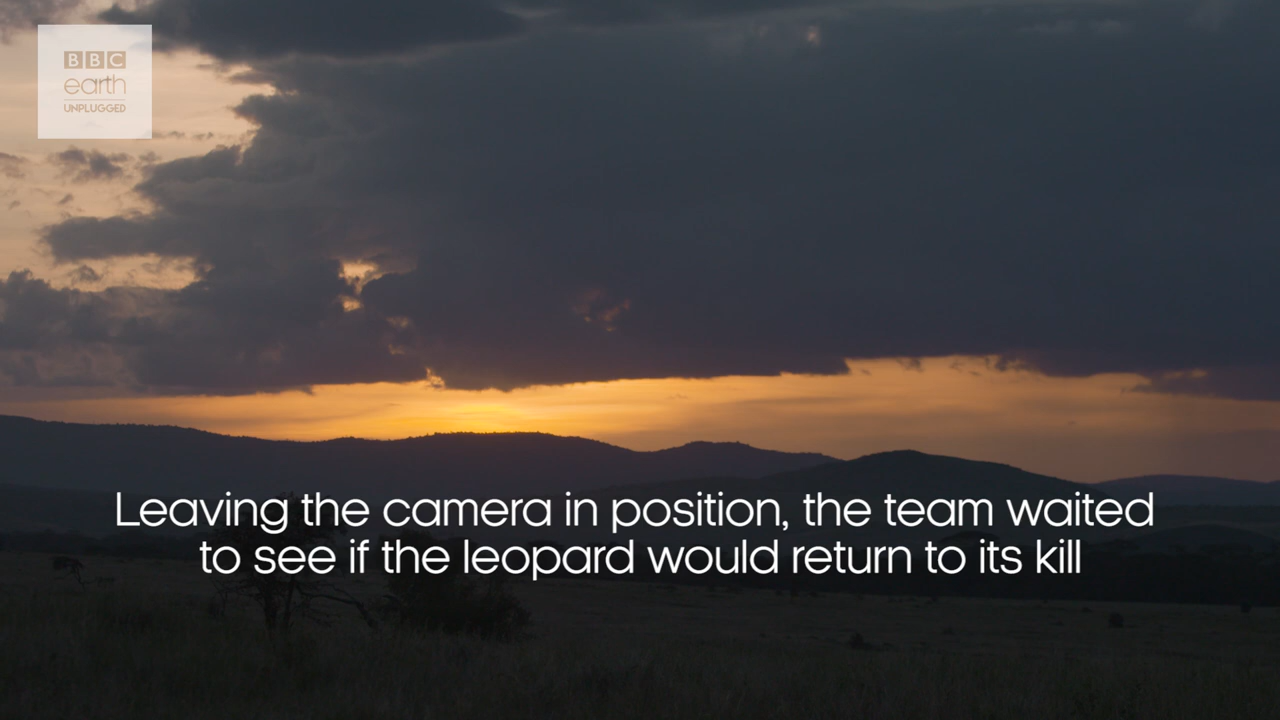 BBC
earth
UNPLUGGED
Leaving the camera in position, the team waited
to see if the leopard would return to its kill